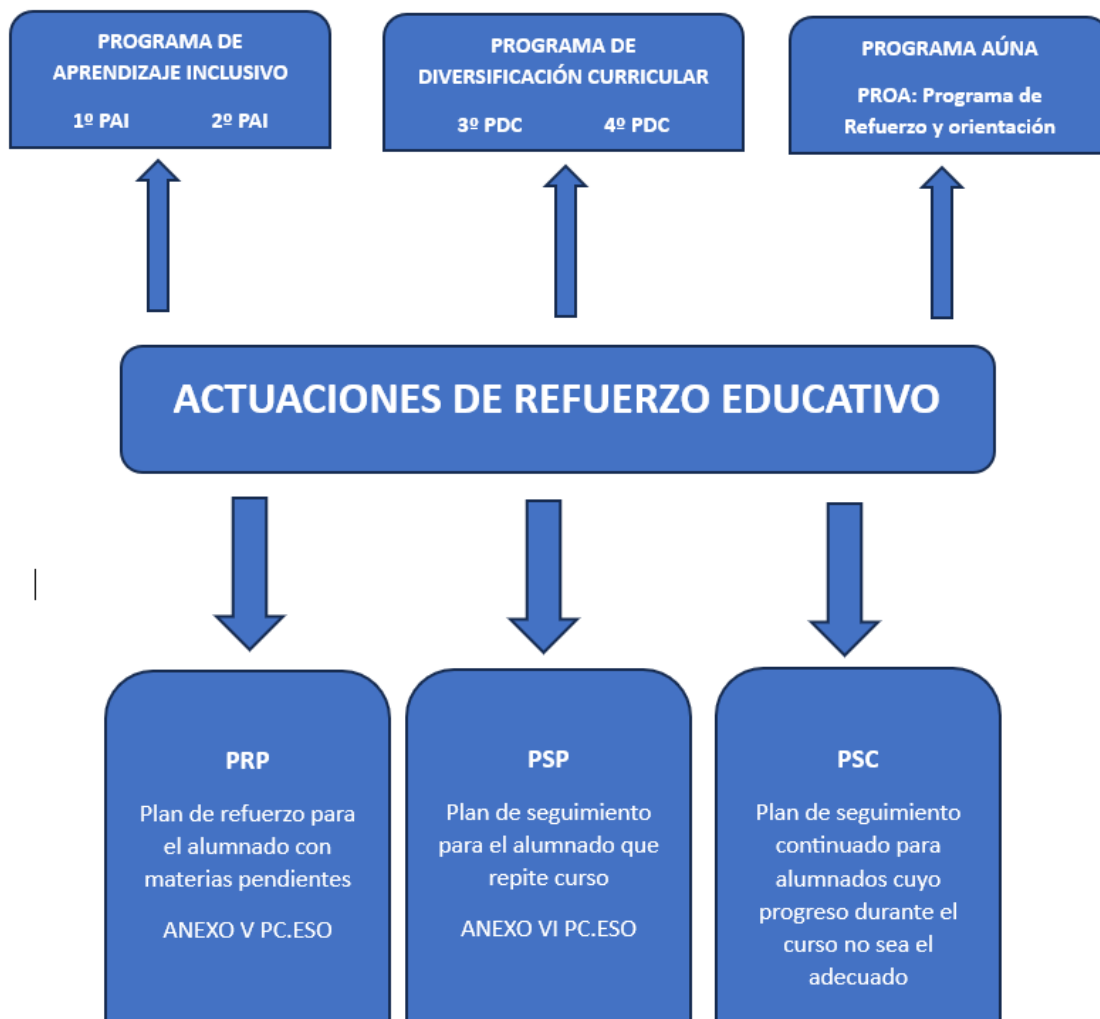 PROGRAMA DE
APRENDIZAJE INCLUSIVO
1º PAI 2º PAI
PROGRAMA DE
DIVERSIFICACIÓN CURRICULAR
3º PDC 4º PDC
PROGRAMA AÚNA
PROA: Programa de
Refuerzo y orientación
ACTUACIONES DE REFUERZO EDUCATIVO
PRP
Plan de refuerzo para
el alumnado con
materias pendientes
ANEXO V PC.ESO
PSP
Plan de seguimiento
para el alumnado que
repite curso
ANEXO VI PC.ESO
PSC
Plan de seguimiento
continuado para
alumnados cuyo
progreso durante el
curso no sea el
adecuado